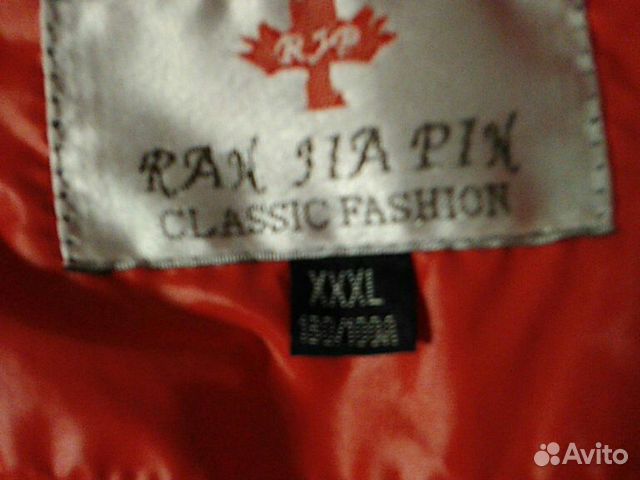 RJP
RAN JIA PIN
CLASSIC FASHION
XXXL
Avito